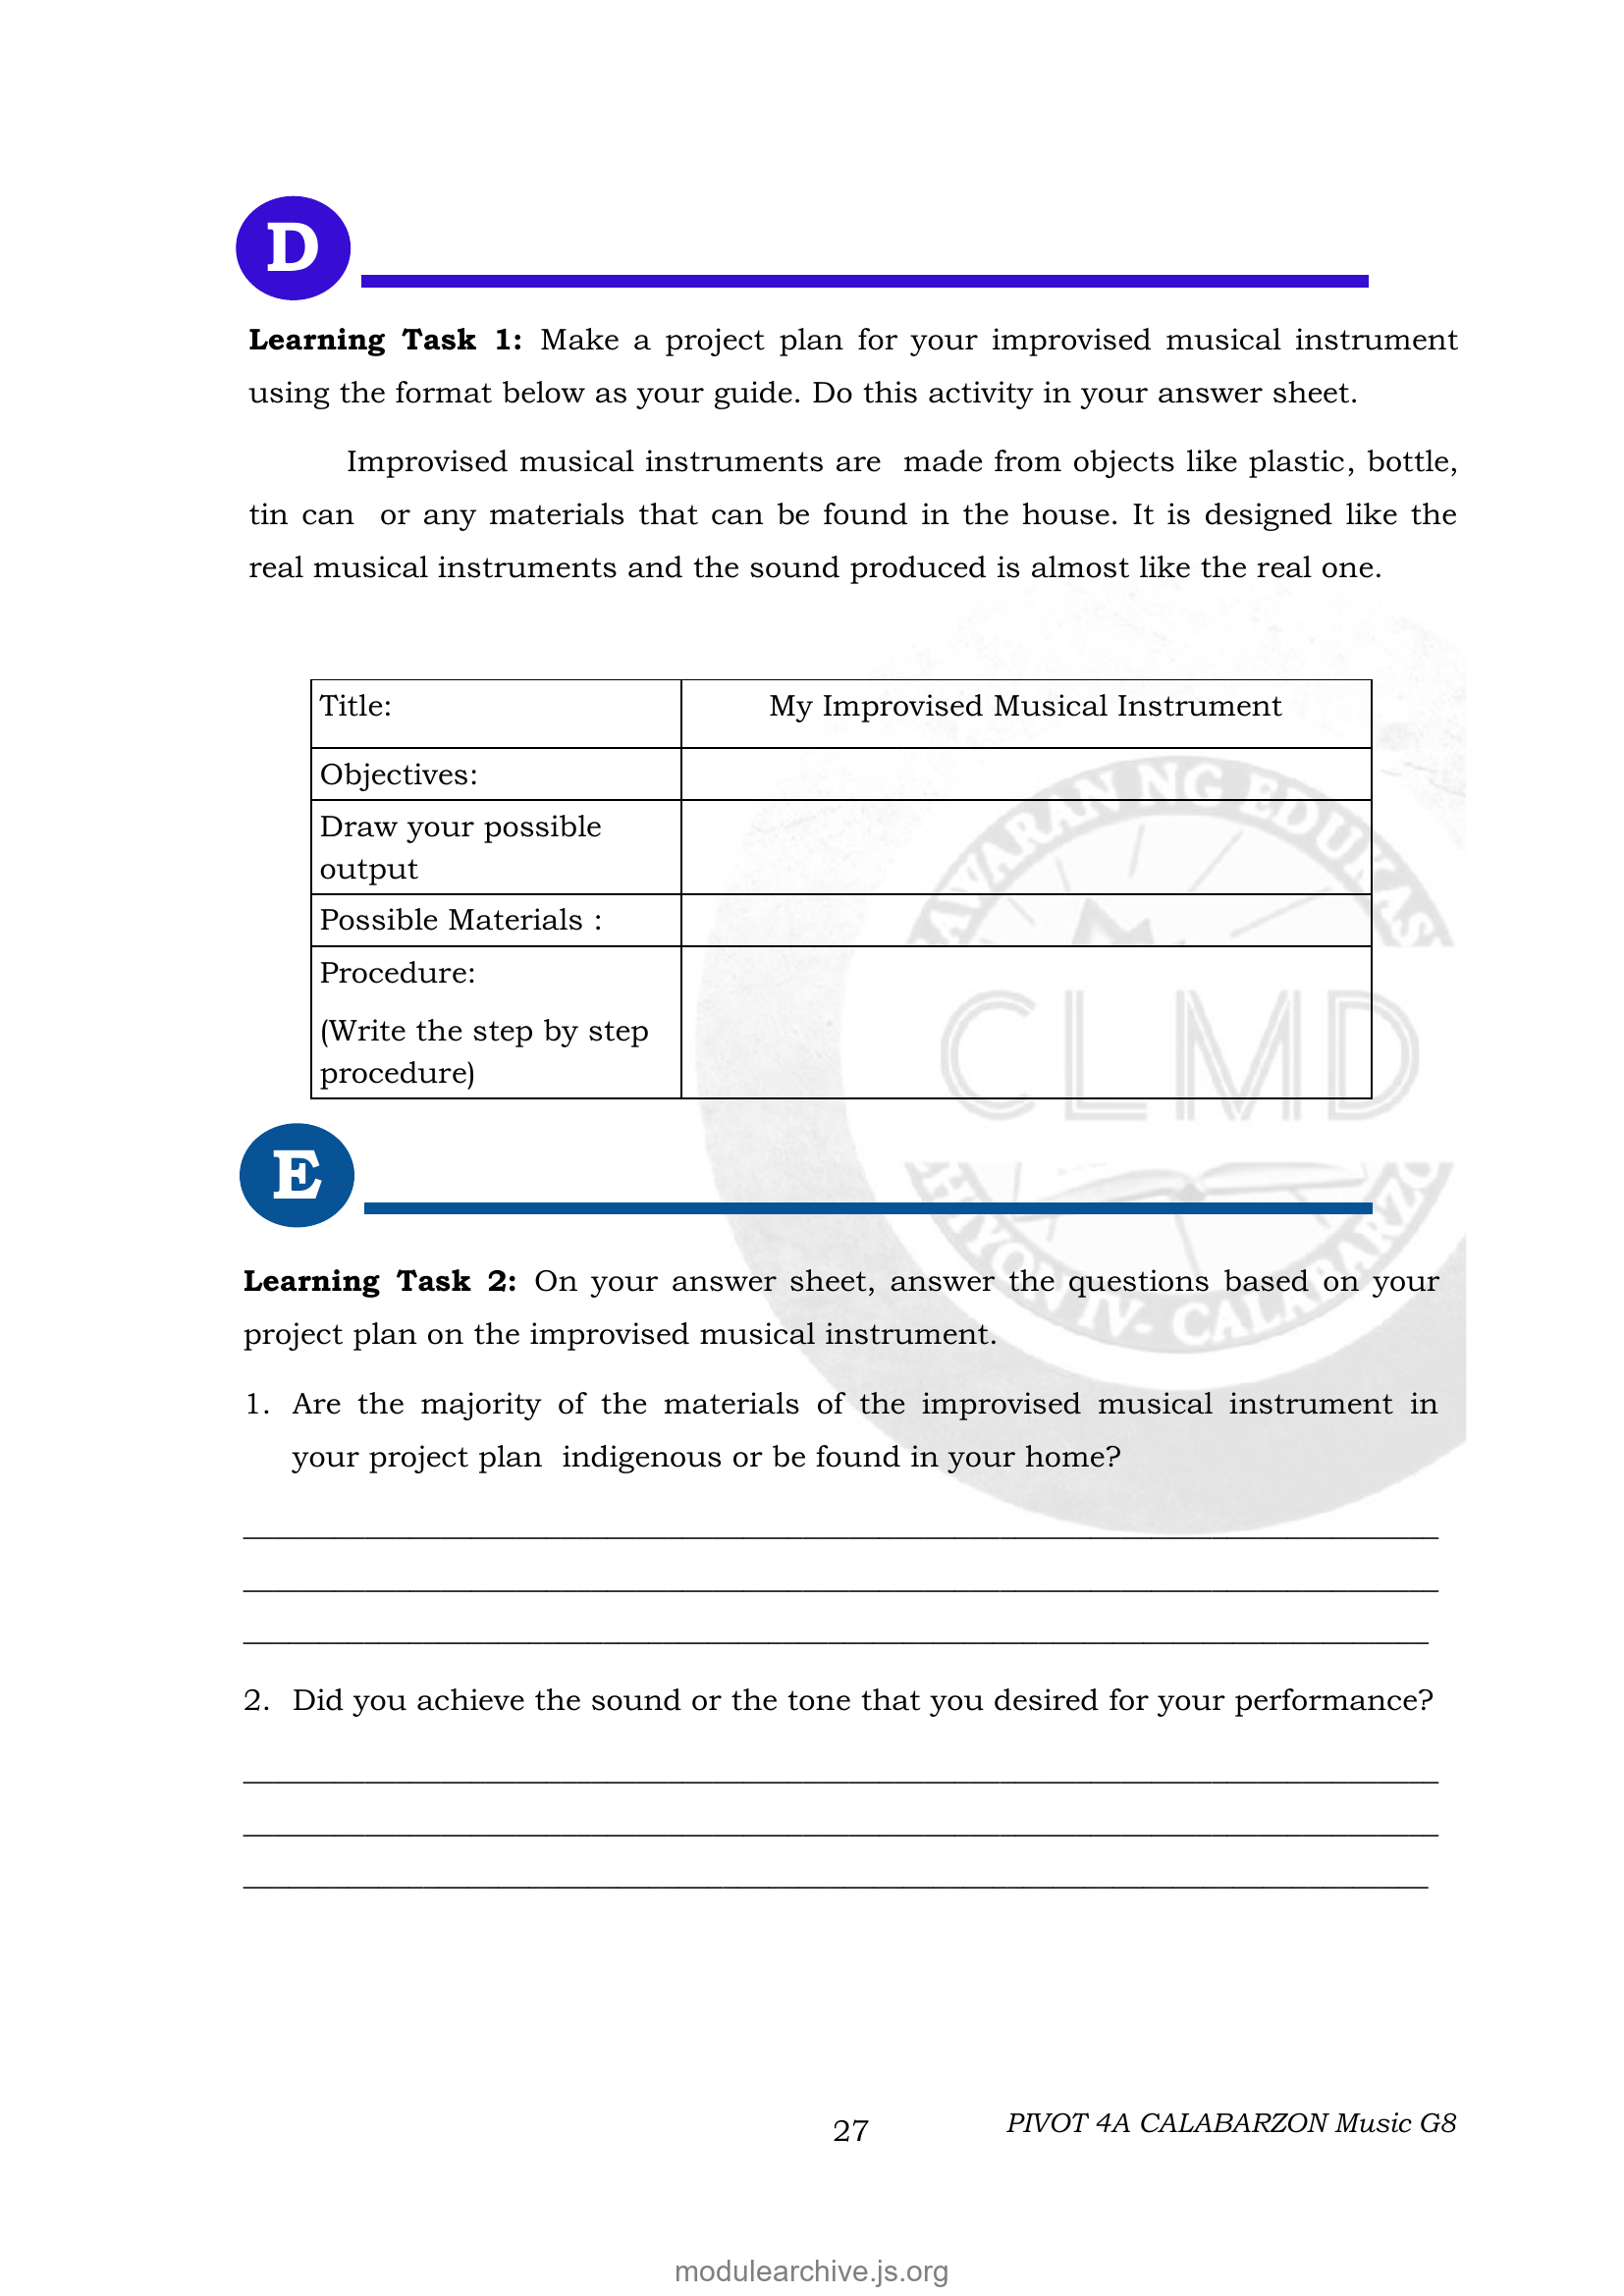 D
Learning Task 1: Make a project plan for your improvised musical instrument
using the format below as your guide. Do this activity in your answer sheet.
Improvised musical instruments are made from objects like plastic, bottle,
tin can or any materials that can be found in the house. It is designed like the
real musical instruments and the sound produced is almost like the real one.
Title: My Improvised Musical Instrument
Objectives:
Draw your possible
output
Possible Materials :
Procedure:
(Write the step by step
procedure)
CLMD
E
Learning Task 2: On your answer sheet, answer the questions based on your
project plan on the improvised musical instrument.
1. Are the majority of the materials of the improvised musical instrument in
your project plan indigenous or be found in your home?
2. Did you achieve the sound or the tone that you desired for your performance?
27
PIVOT 4A CALABARZON Music G8
modulearchive.js.org